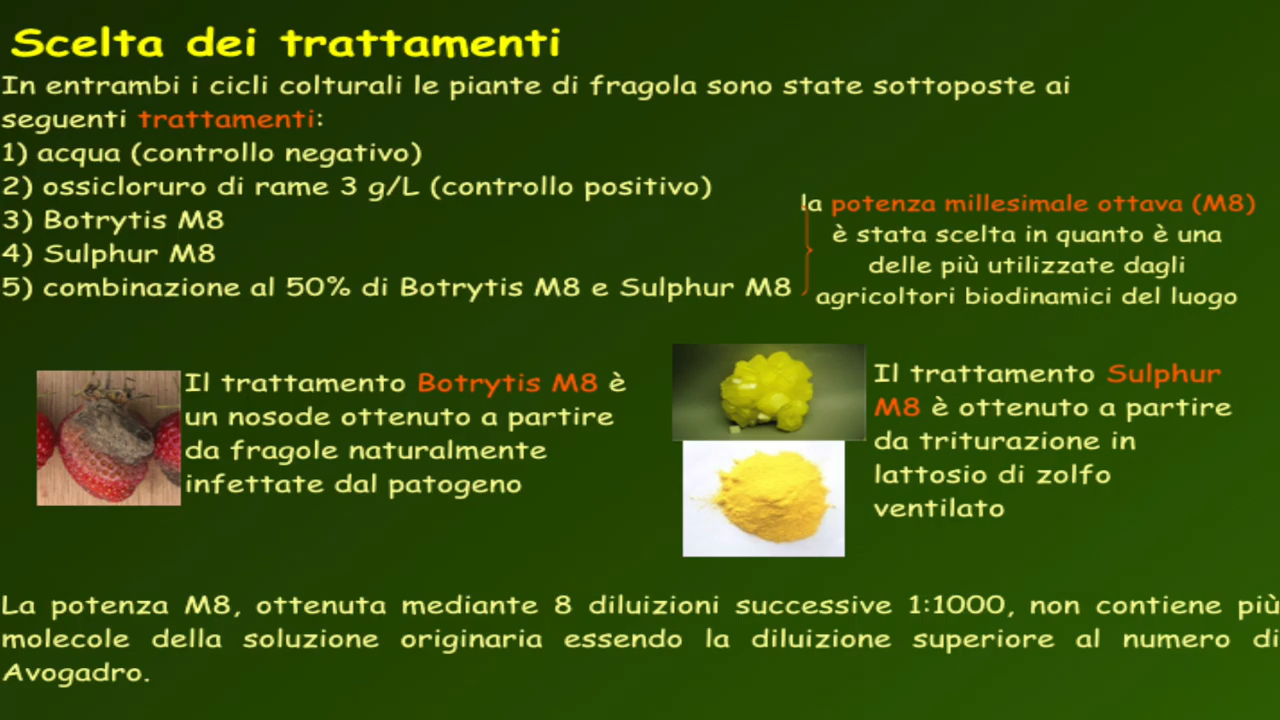 Scelta dei trattamenti
In entrambi i cicli colturali le piante di fragola sono state sottoposte ai
seguenti trattamenti:
1) acqua (controllo negativo)
2) ossicloruro di rame 3 g/L (controllo positivo)
3) Botrytis M8
4) Sulphur M8
5) combinazione al 50% di Botrytis M8 e Sulphur M8
la potenza millesimale ottava (M8)
è stata scelta in quanto è una
delle più utilizzate dagli
agricoltori biodinamici del luogo
Il trattamento Botrytis M8 è
un nosode ottenuto a partire
da fragole naturalmente
infettate dal patogeno
Il trattamento Sulphur
M8 è ottenuto a partire
da triturazione in
lattosio di zolfo
ventilato
La potenza M8, ottenuta mediante 8 diluizioni successive 1:1000, non contiene più
molecole della soluzione originaria essendo la diluizione superiore al numero di
Avogadro.